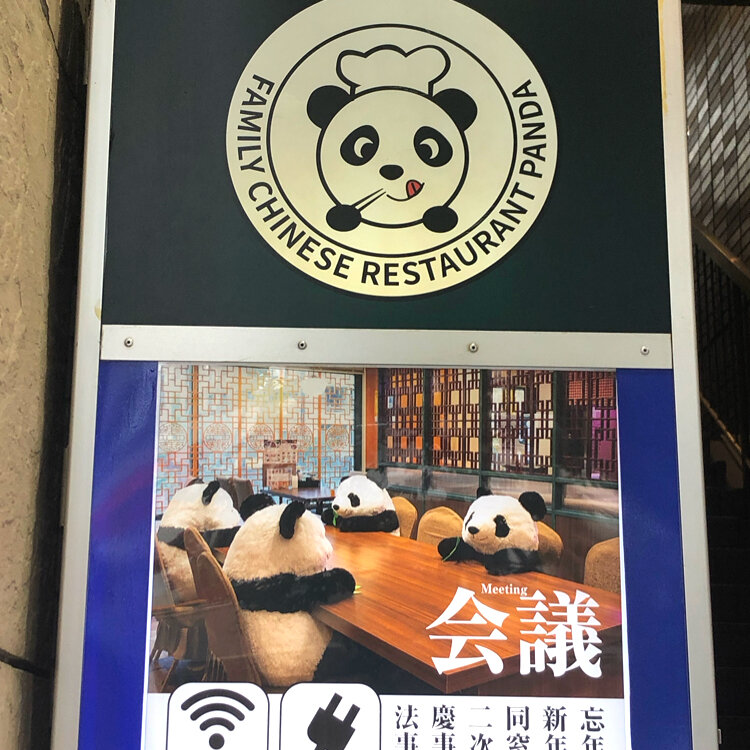 FAMILY CHINESE RESTAURANT PANDA
Meeting
会議
忘年
新年
同窓
二次
慶事
法事